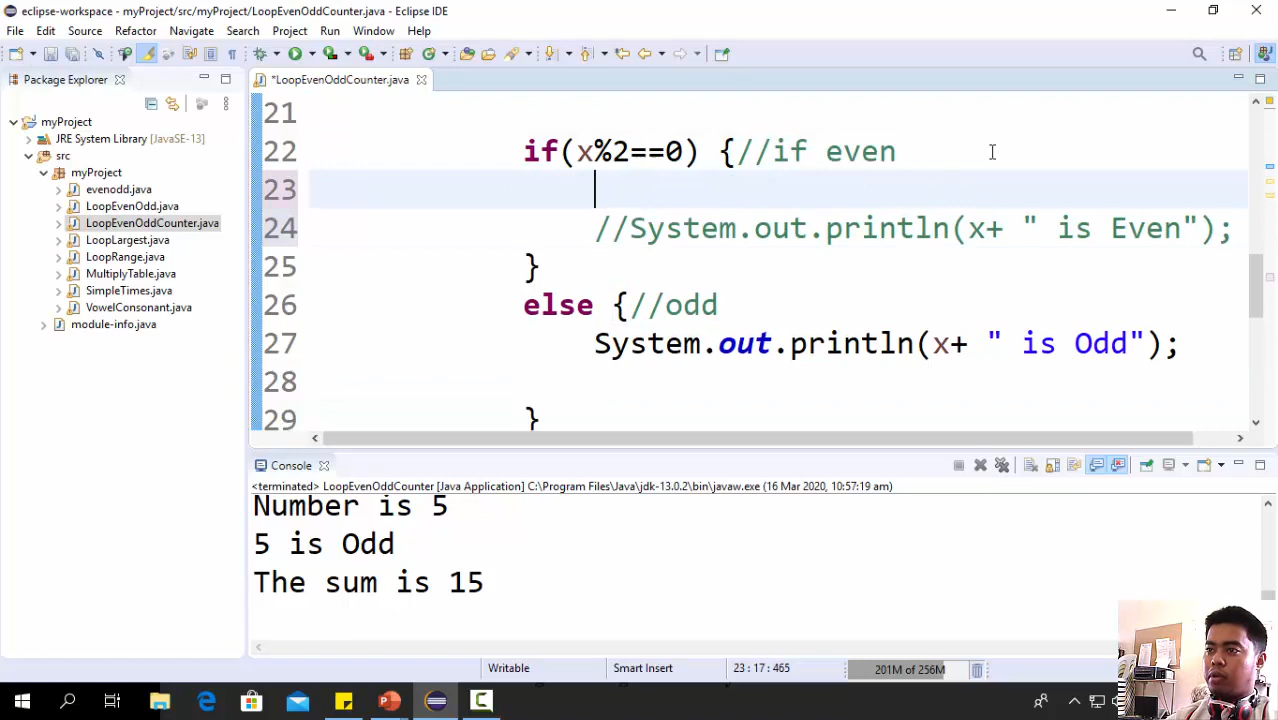 eclipse-workspace - myProject/src/myProject/LoopEvenOddCounter.java - Eclipse IDE
File Edit Source Refactor Navigate Search Project Run Window Help
Package Explorer
myProject
JRE System Library [JavaSE-13]
src
myProject
evenodd.java
LoopEvenOdd.java
LoopEvenOddCounter.java
LoopLargest.java
LoopRange.java
MultiplyTable.java
SimpleTimes.java
VowelConsonant.java
module-info.java
*LoopEvenOddCounter.java
21
22 if(x%2==0) {//if even
23
24 //System.out.println(x+ " is Even");
25 }
26 else {//odd
27 System.out.println(x+ " is Odd");
28
29 }
Console
<terminated> LoopEvenOddCounter [Java Application] C:\Program Files\Java\jdk-13.0.2\bin\javaw.exe (16 Mar 2020, 10:57:19 am)
Number is 5
5 is Odd
The sum is 15
Writable Smart Insert 23 : 17 : 465 201M of 256M